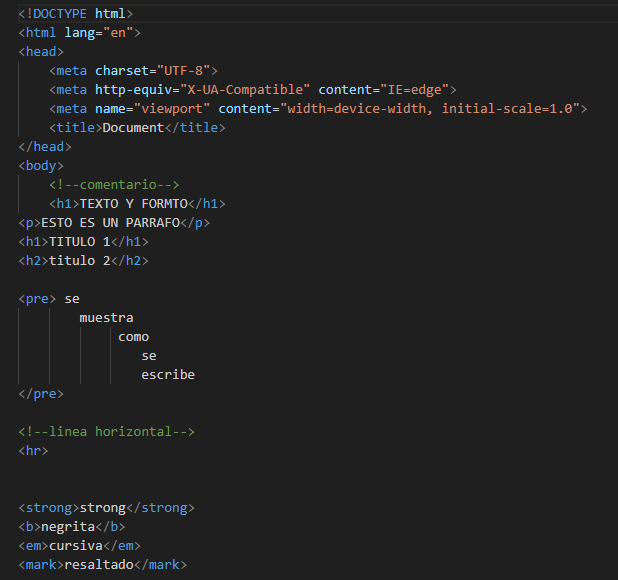 <!DOCTYPE html>
<html lang="en">
<head>
    <meta charset="UTF-8">
    <meta http-equiv="X-UA-Compatible" content="IE=edge">
    <meta name="viewport" content="width=device-width, initial-scale=1.0">
    <title>Document</title>
</head>
<body>
    <!--comentario-->
    <h1>TEXTO Y FORMTO</h1>
<p>ESTO ES UN PARRAFO</p>
<h1>TITULO 1</h1>
<h2>titulo 2</h2>

<pre> se
        muestra
             como
                se
                escribe
</pre>

<!--linea horizontal-->
<hr>


<strong>strong</strong>
<b>negrita</b>
<em>cursiva</em>
<mark>resaltado</mark>